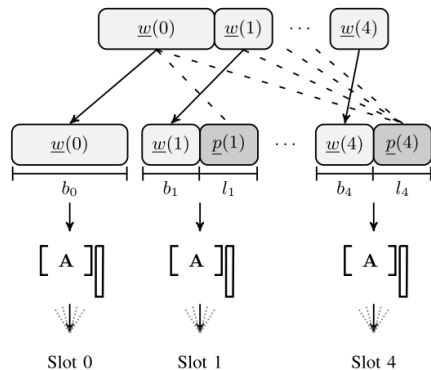 w(0) w(1) ... w(4)
w(0) w(1) p(1) ... w(4) p(4)
b₀ b₁ l₁ b₄ l₄
[ A ] [ A ] [ A ]
Slot 0 Slot 1 Slot 4